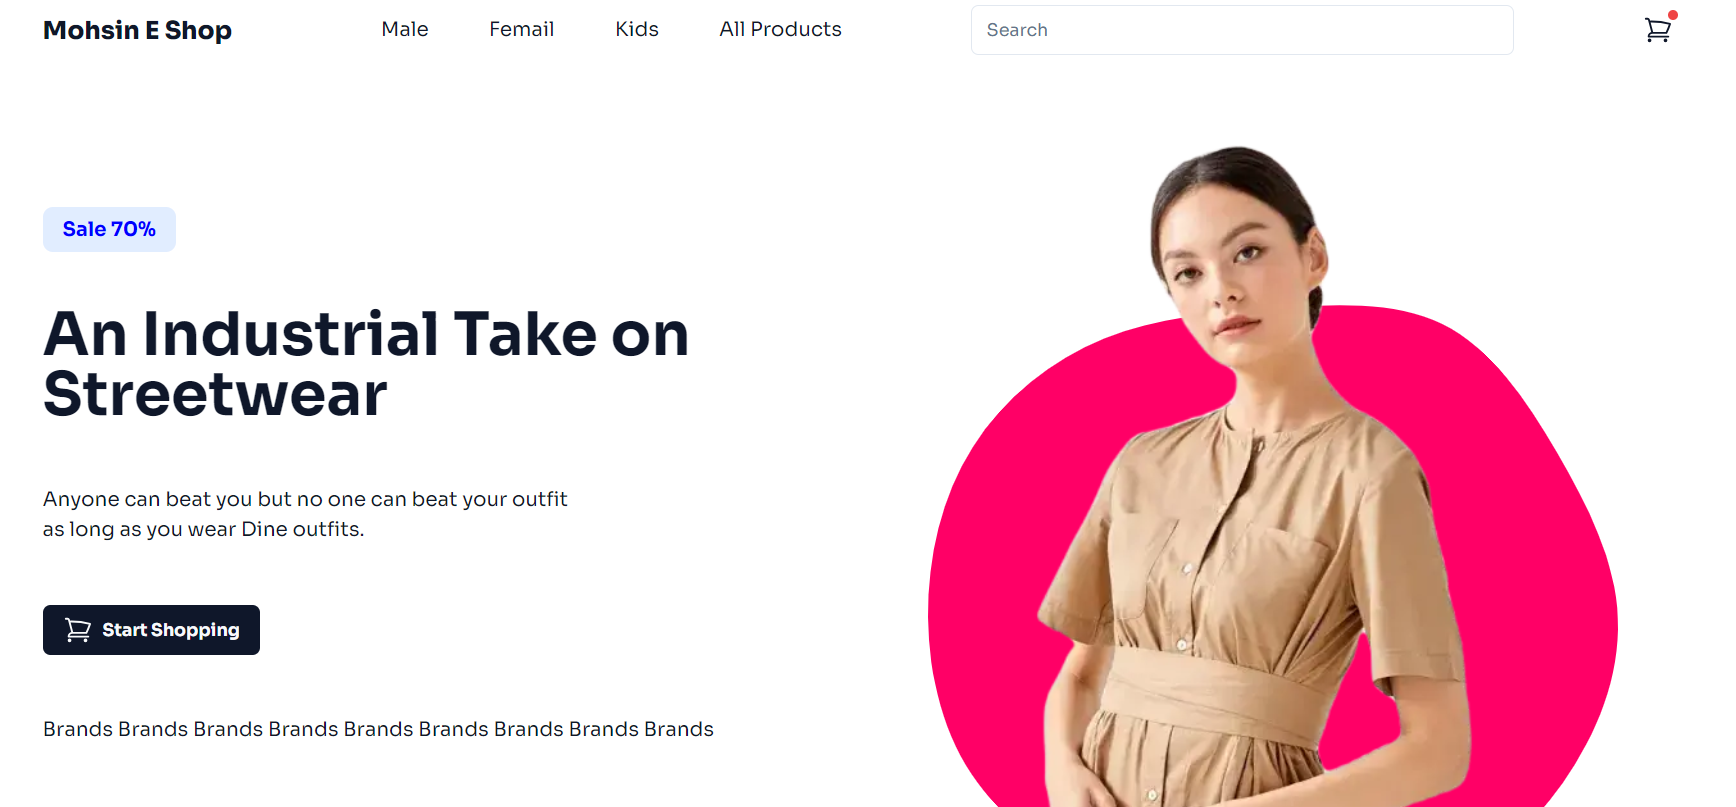 Mohsin E Shop
Male
Femail
Kids
All Products
Search
Sale 70%
An Industrial Take on
Streetwear
Anyone can beat you but no one can beat your outfit
as long as you wear Dine outfits.
Start Shopping
Brands Brands Brands Brands Brands Brands Brands Brands Brands